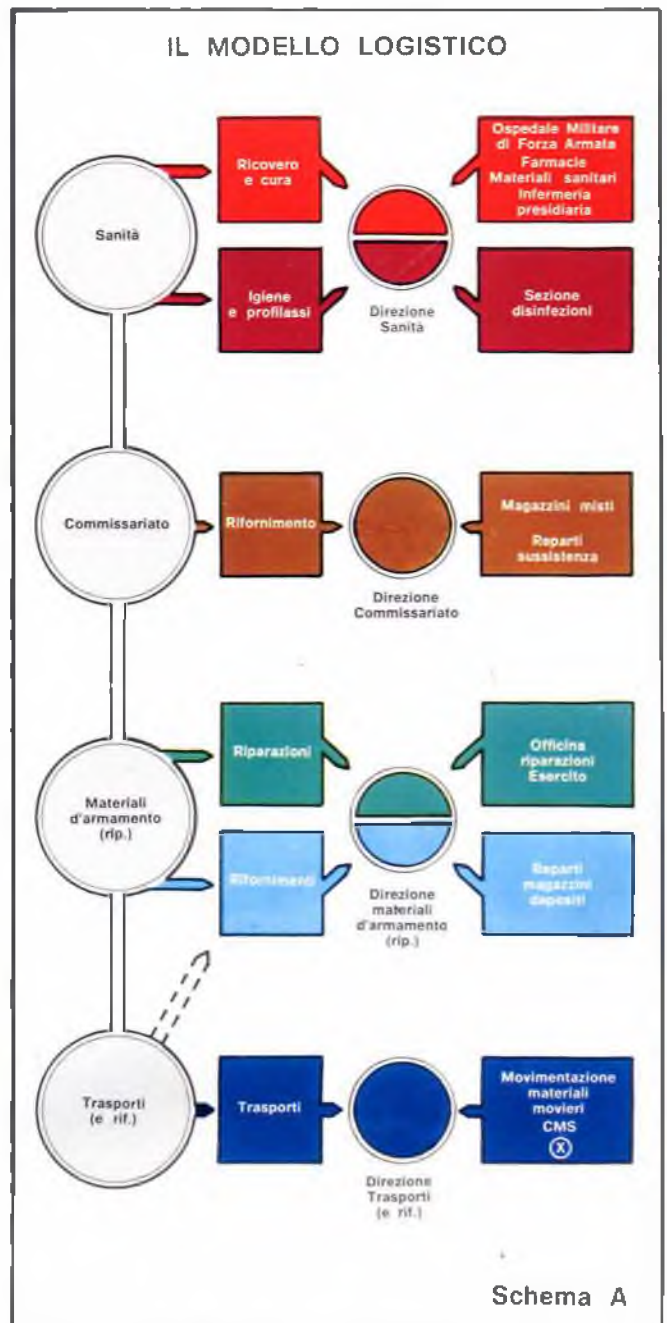 IL MODELLO LOGISTICO
Sanità
Ricovero
e cura
Igiene
e profilassi
Direzione
Sanità
Ospedale Militare
di Forza Armata
Farmacie
Materiali sanitari
Infermeria
presidiaria
Sezione
disinfezioni
Commissariato
Rifornimento
Direzione
Commissariato
Magazzini misti
Reparti
sussistenza
Materiali
d'armamento
(rip.)
Riparazioni
Rifornimenti
Direzione
materiali
d'armamento
(rip.)
Officina
riparazioni
Esercito
Reparti
magazzini
depositi
Trasporti
(e rif.)
Trasporti
Direzione
Trasporti
(e rif.)
Movimentazione
materiali
movieri
CMS
X
Schema A